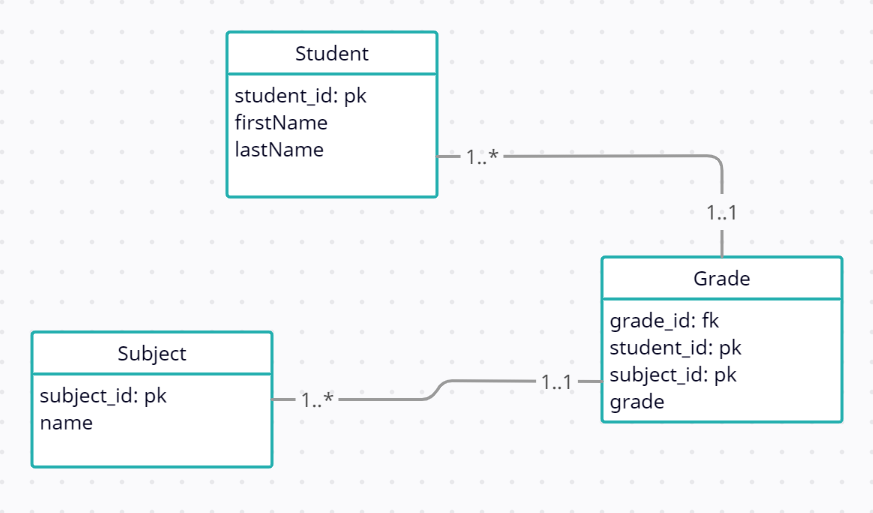 Student
student_id: pk
firstName
lastName
1..*
1..1
Grade
grade_id: fk
student_id: pk
subject_id: pk
grade
Subject
subject_id: pk
name
1..*
1..1